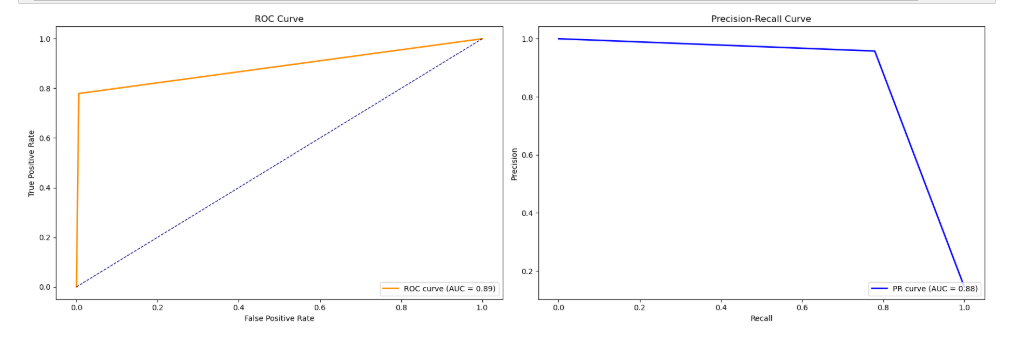 ROC Curve
1.0
0.8
0.6
0.4
0.2
0.0
True Positive Rate
0.0 0.2 0.4 0.6 0.8 1.0
False Positive Rate
ROC curve (AUC = 0.89)
Precision-Recall Curve
1.0
0.8
0.6
0.4
0.2
Precision
0.0 0.2 0.4 0.6 0.8 1.0
Recall
PR curve (AUC = 0.88)